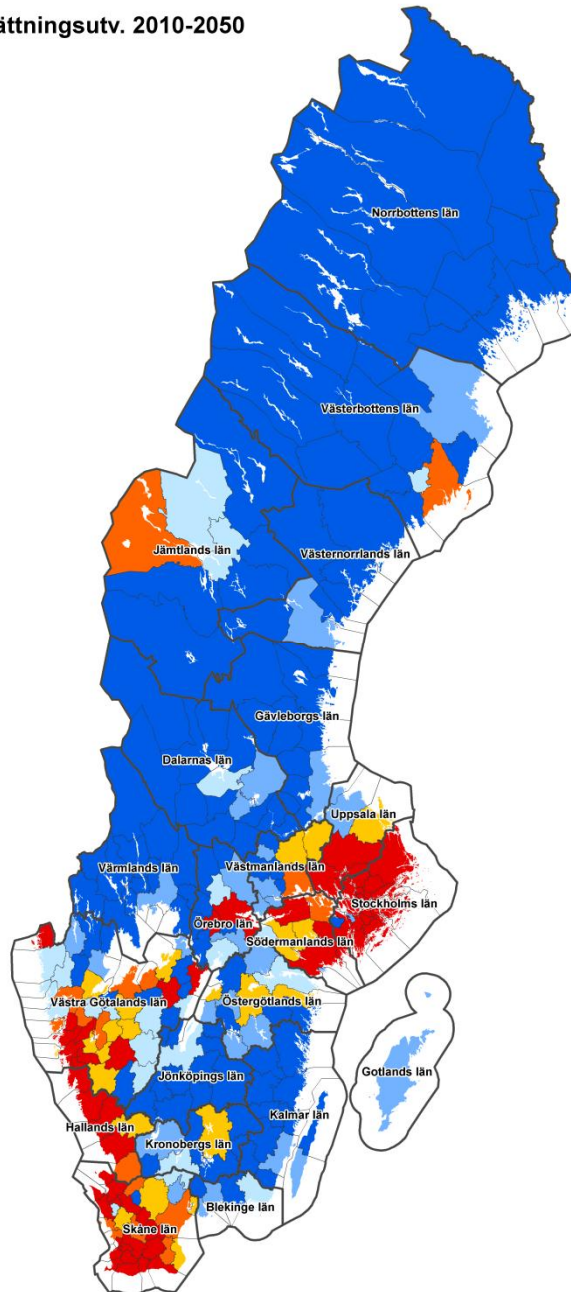 ättningsutv. 2010-2050
Norrbottens län
Västerbottens län
Jämtlands län
Västernorrlands län
Gävleborgs län
Dalarnas län
Uppsala län
Värmlands län
Västmanlands län
Stockholms län
Örebro län
Södermanlands län
Västra Götalands län
Östergötlands län
Gotlands län
Jönköpings län
Hallands län
Kalmar län
Kronobergs län
Blekinge län
Skåne län